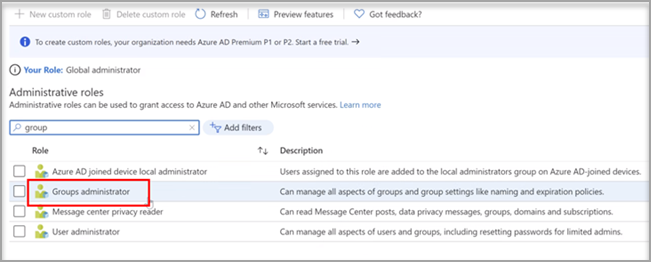 New custom role Delete custom role Refresh Preview features Got feedback?
To create custom roles, your organization needs Azure AD Premium P1 or P2. Start a free trial. →
Your Role: Global administrator
Administrative roles
Administrative roles can be used to grant access to Azure AD and other Microsoft services. Learn more
group Add filters
Role Description
Azure AD joined device local administrator Users assigned to this role are added to the local administrators group on Azure AD-joined devices.
Groups administrator Can manage all aspects of groups and group settings like naming and expiration policies.
Message center privacy reader Can read Message Center posts, data privacy messages, groups, domains and subscriptions.
User administrator Can manage all aspects of users and groups, including resetting passwords for limited admins.